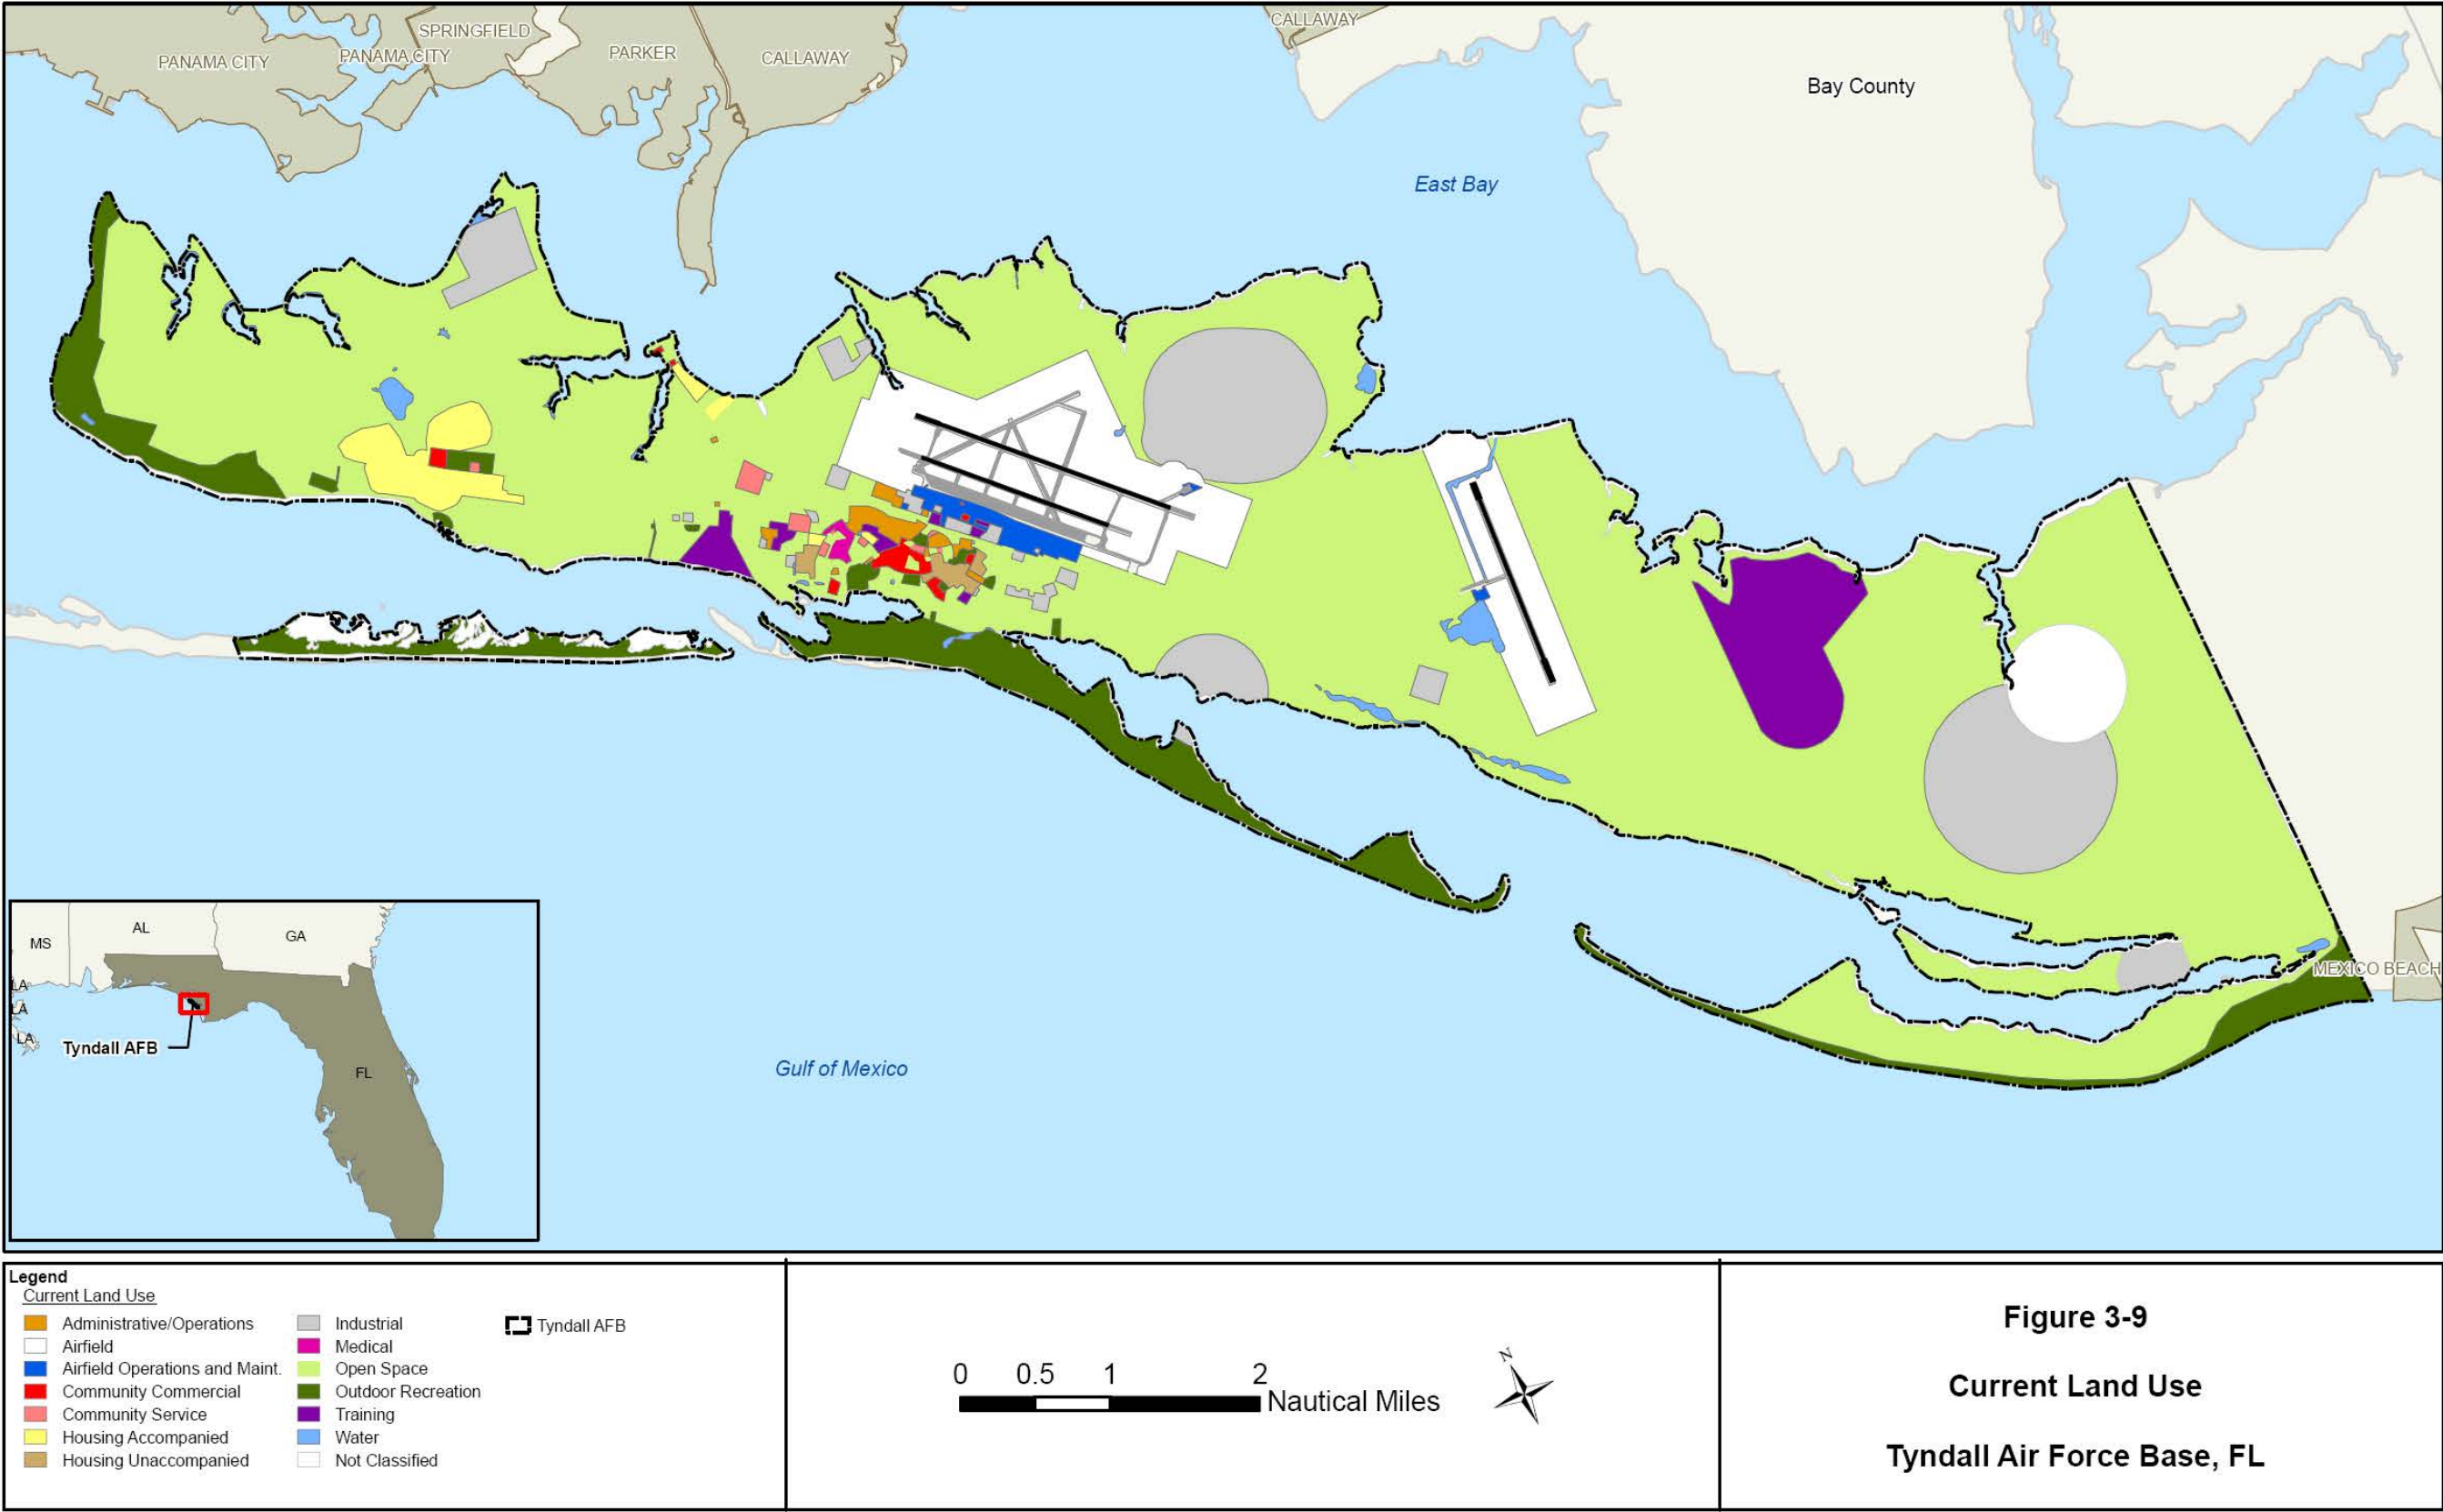 SPRINGFIELD
PANAMA CITY
PANAMA CITY
PARKER
CALLAWAY
CALLAWAY
Bay County
East Bay
MEXICO BEACH
Gulf of Mexico
MS
AL
GA
LA
LA
LA
FL
Tyndall AFB
Legend
Current Land Use
Administrative/Operations
Airfield
Airfield Operations and Maint.
Community Commercial
Community Service
Housing Accompanied
Housing Unaccompanied
Industrial
Medical
Open Space
Outdoor Recreation
Training
Water
Not Classified
Tyndall AFB
0 0.5 1 2
Nautical Miles
N
Figure 3-9
Current Land Use
Tyndall Air Force Base, FL